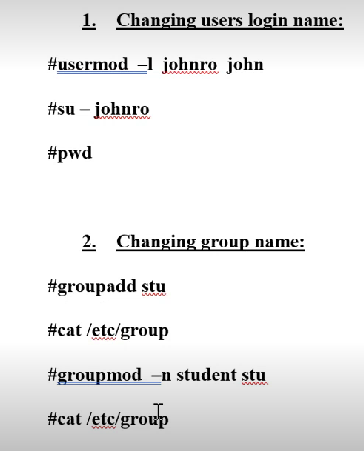 1. Changing users login name:
#usermod –l johnro john
#su – johnro
#pwd
2. Changing group name:
#groupadd stu
#cat /etc/group
#groupmod –n student stu
#cat /etc/group